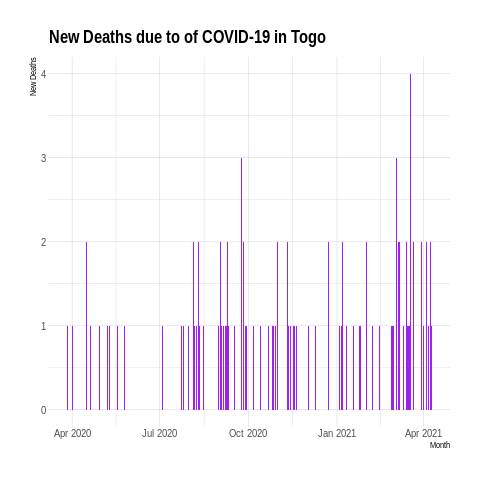 New Deaths due to of COVID-19 in Togo
New Deaths
4
3
2
1
0
Apr 2020
Jul 2020
Oct 2020
Jan 2021
Apr 2021
Month